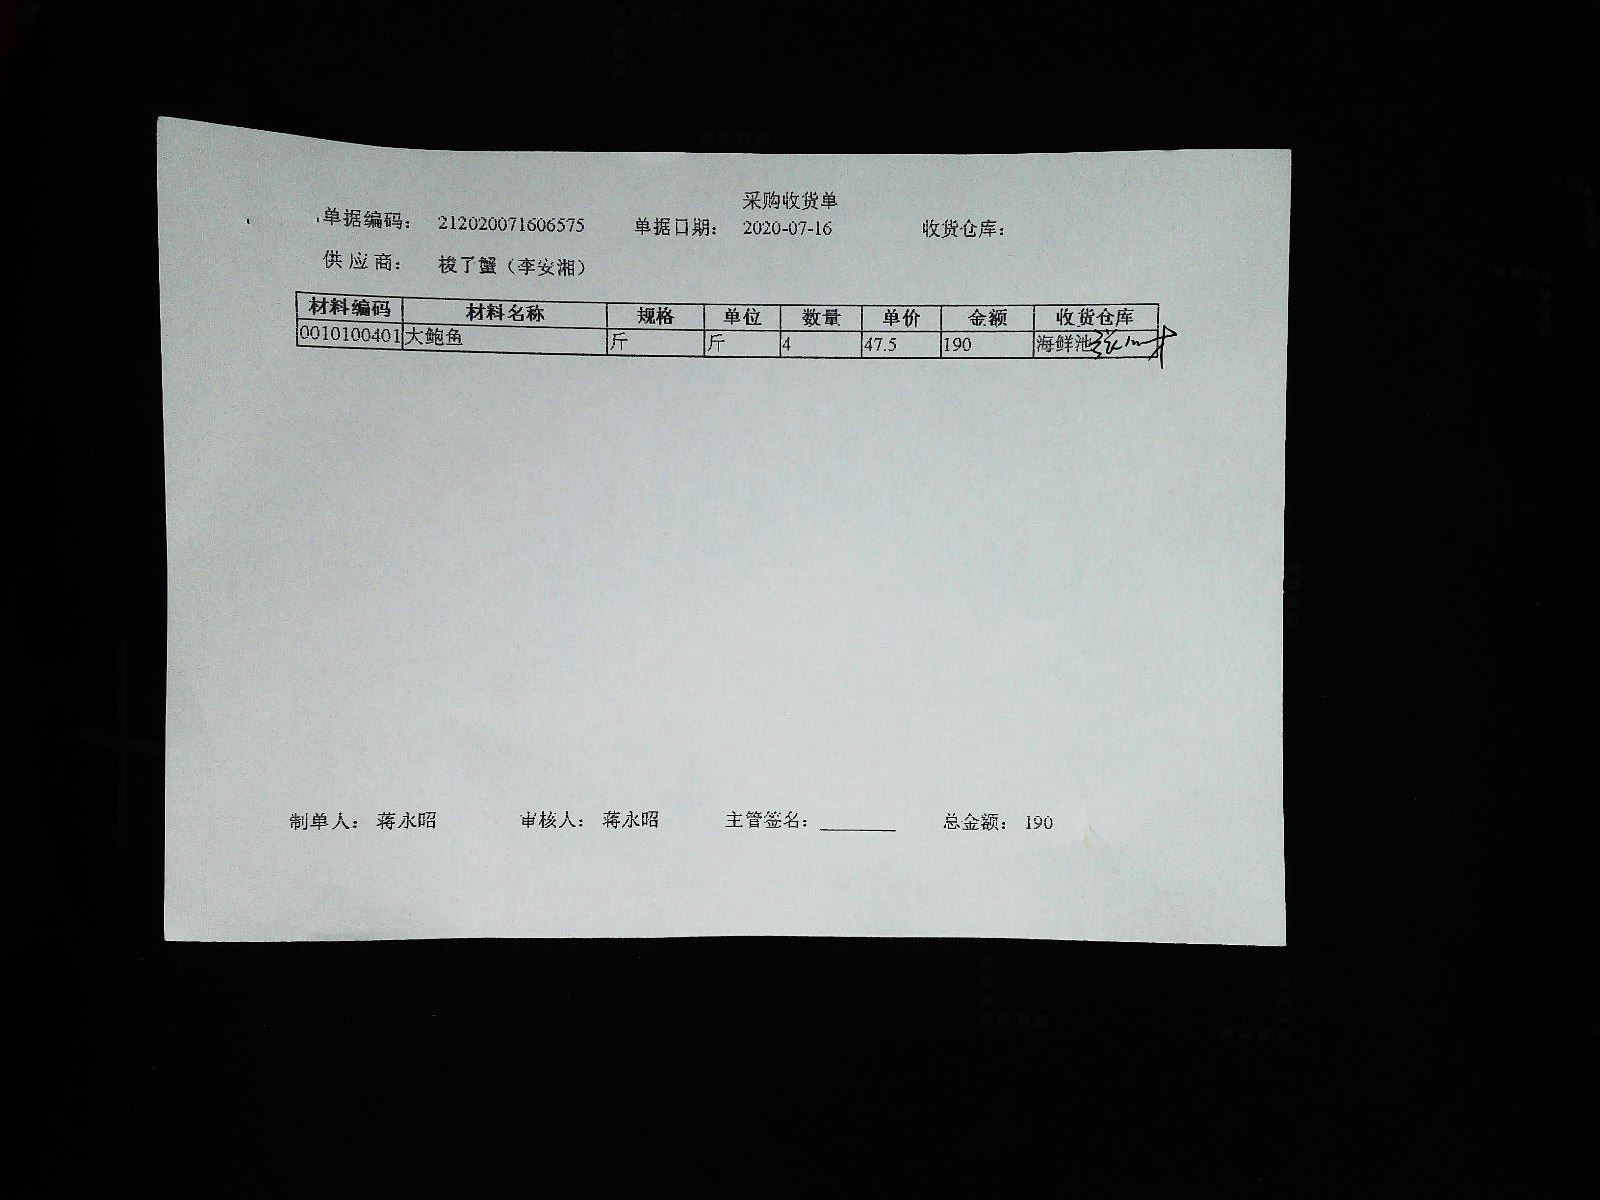 采购收货单
单据编码： 212020071606575 单据日期： 2020-07-16 收货仓库：
供应商： 梭了蟹（李安湘）
材料编码 材料名称 规格 单位 数量 单价 金额 收货仓库
0010100401 大鲍鱼 斤 斤 4 47.5 190 海鲜池
制单人： 蒋永昭 审核人： 蒋永昭 主管签名： 总金额： 190